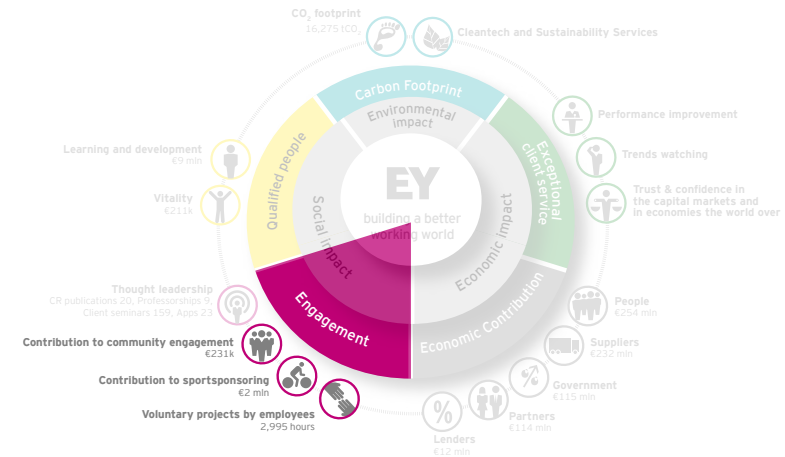 CO₂ footprint
16,275 tCO₂
Cleantech and Sustainability Services
Carbon Footprint
Environmental
impact
Performance improvement
Trends watching
Trust & confidence in
the capital markets and
in economies the world over
Exceptional
client service
Learning and development
€9 mln
Vitality
€211k
Qualified people
Social impact
EY
building a better
working world
Economic impact
Thought leadership
CR publications 20, Professorships 9,
Client seminars 159, Apps 23
Contribution to community engagement
€231k
Contribution to sportsponsoring
€2 mln
Voluntary projects by employees
2,995 hours
Engagement
Economic Contribution
People
€254 mln
Suppliers
€232 mln
Government
€115 mln
Partners
€114 mln
%
Lenders
€12 mln